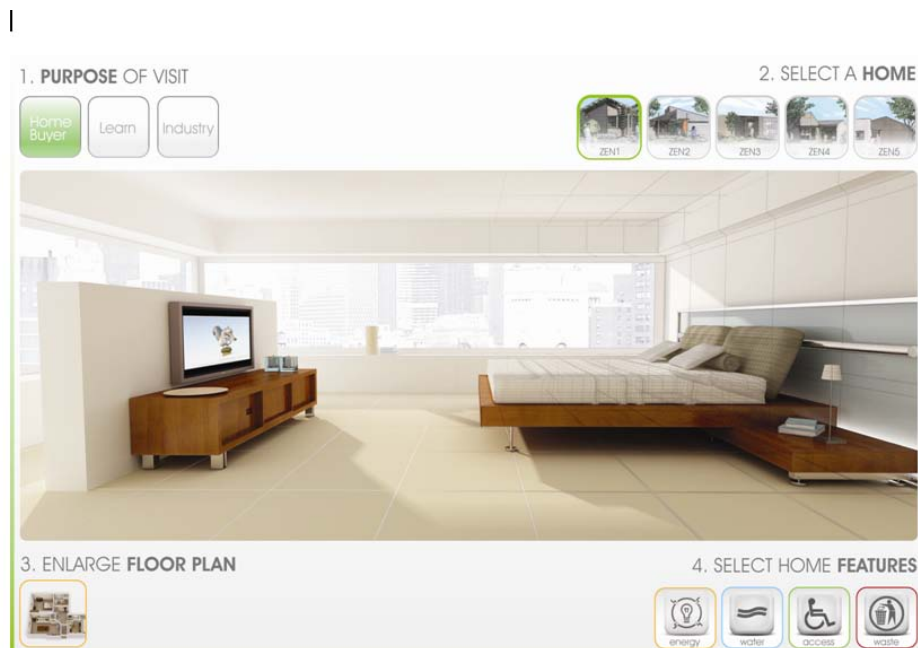 1. PURPOSE OF VISIT
Home Buyer
Learn
Industry
2. SELECT A HOME
ZEN1
ZEN2
ZEN3
ZEN4
ZEN5
3. ENLARGE FLOOR PLAN
4. SELECT HOME FEATURES
energy
water
access
waste